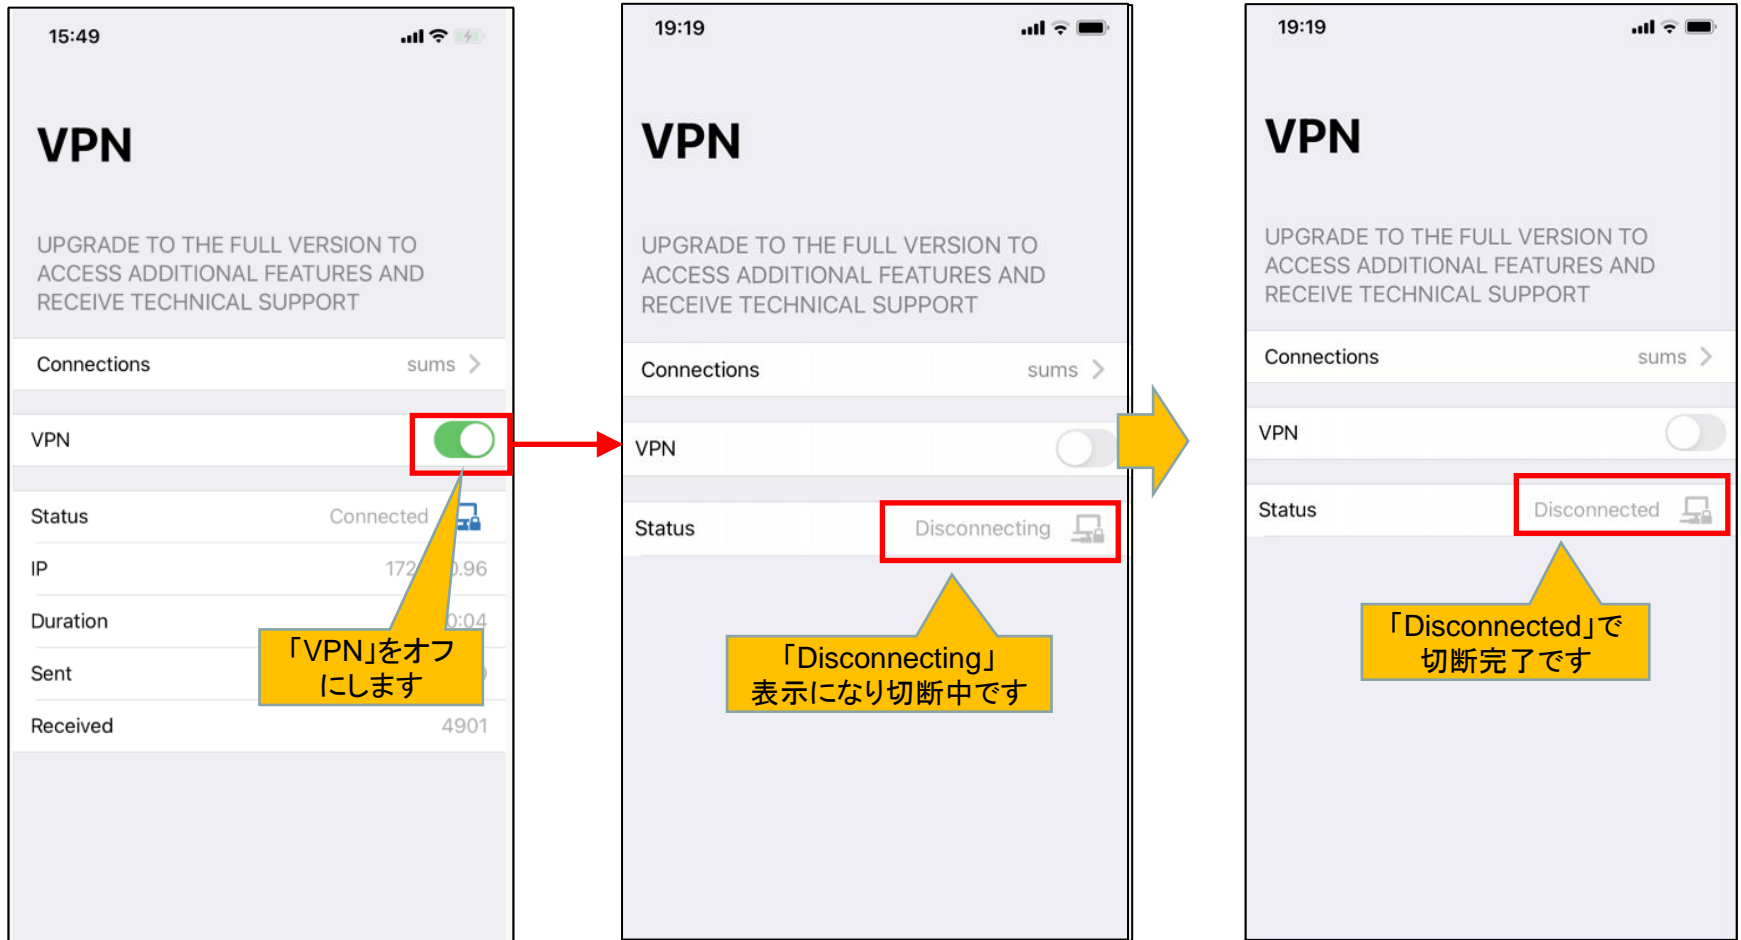 15:49
VPN
UPGRADE TO THE FULL VERSION TO
ACCESS ADDITIONAL FEATURES AND
RECEIVE TECHNICAL SUPPORT
Connections sums
VPN
Status Connected
IP 172 .96
Duration :04
Sent
Received 4901
「VPN」をオフ
にします
19:19
VPN
UPGRADE TO THE FULL VERSION TO
ACCESS ADDITIONAL FEATURES AND
RECEIVE TECHNICAL SUPPORT
Connections sums
VPN
Status Disconnecting
「Disconnecting」
表示になり切断中です
19:19
VPN
UPGRADE TO THE FULL VERSION TO
ACCESS ADDITIONAL FEATURES AND
RECEIVE TECHNICAL SUPPORT
Connections sums
VPN
Status Disconnected
「Disconnected」で
切断完了です